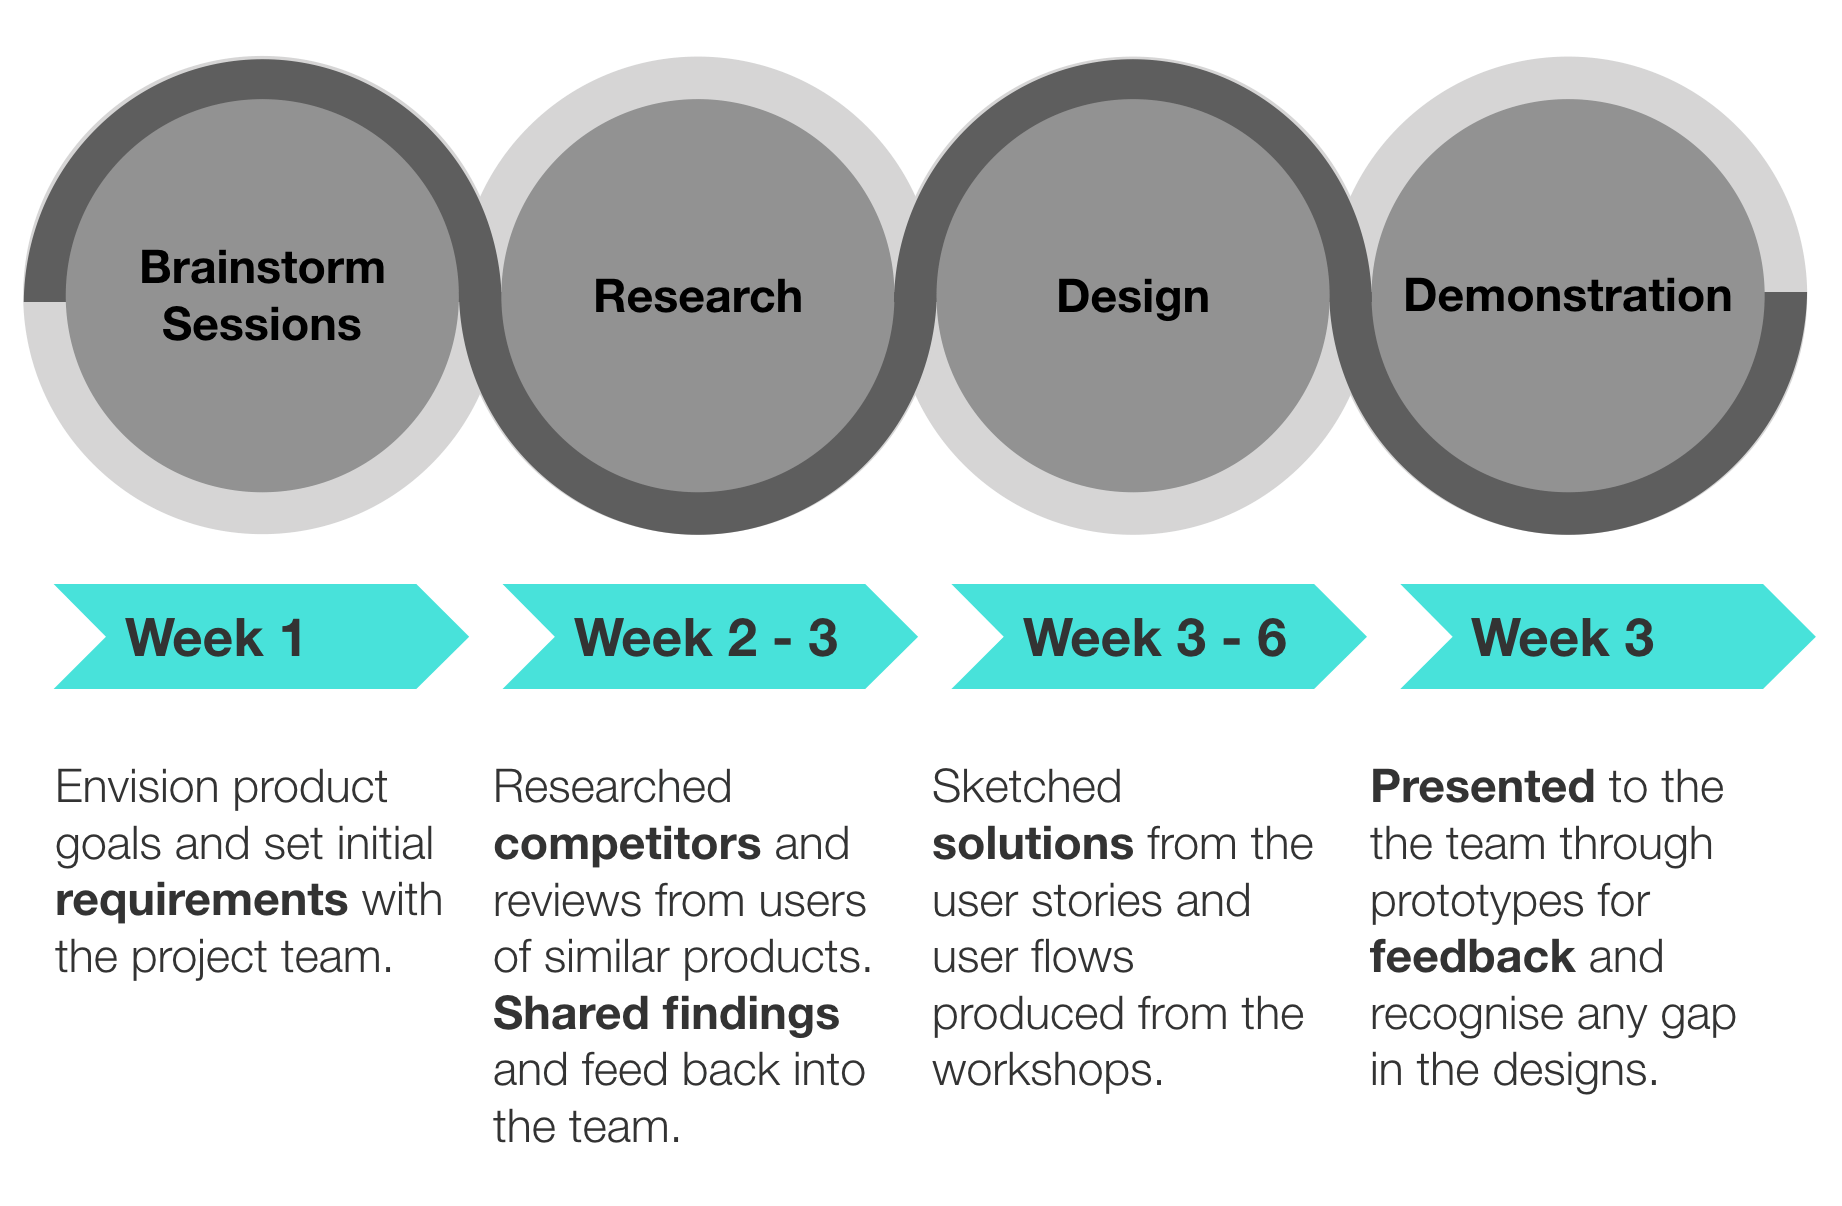 Brainstorm
Sessions
Research
Design
Demonstration
Week 1
Week 2 - 3
Week 3 - 6
Week 3
Envision product
goals and set initial
requirements with
the project team.
Researched
competitors and
reviews from users
of similar products.
Shared findings
and feed back into
the team.
Sketched
solutions from the
user stories and
user flows
produced from the
workshops.
Presented to the
the team through
prototypes for
feedback and
recognise any gap
in the designs.